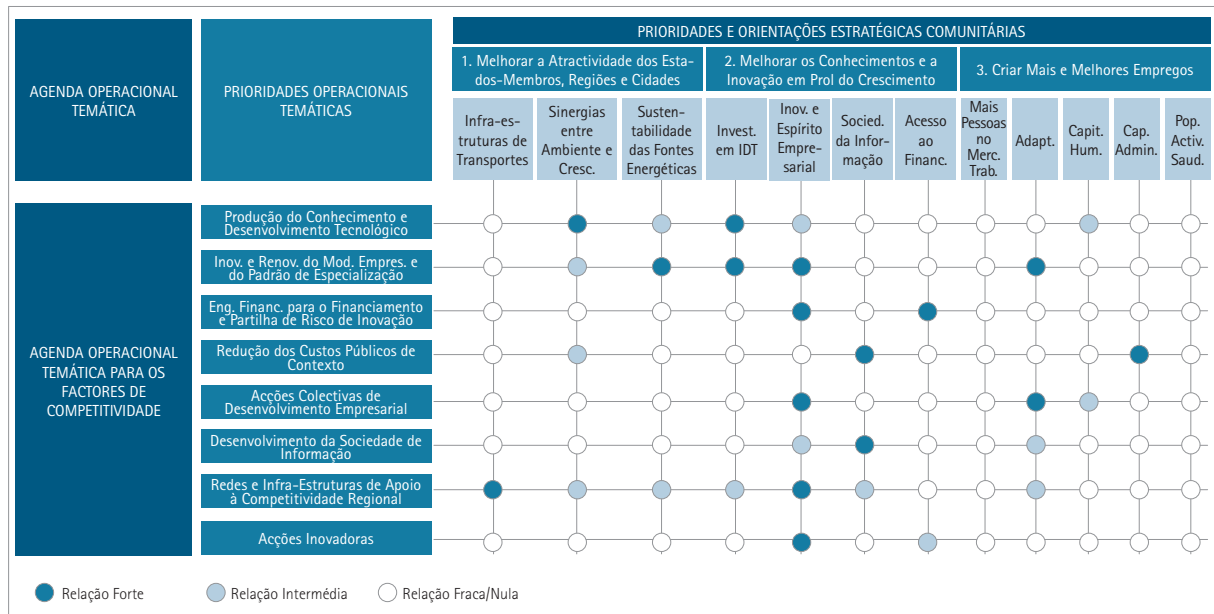 PRIORIDADES E ORIENTAÇÕES ESTRATÉGICAS COMUNITÁRIAS
AGENDA OPERACIONAL
TEMÁTICA
PRIORIDADES OPERACIONAIS
TEMÁTICAS
1. Melhorar a Atractividade dos Esta-
dos-Membros, Regiões e Cidades
2. Melhorar os Conhecimentos e a
Inovação em Prol do Crescimento
3. Criar Mais e Melhores Empregos
Infra-es-
truturas de
Transportes
Sinergias
entre
Ambiente e
Cresc.
Susten-
tabilidade
das Fontes
Energéticas
Invest.
em IDT
Inov. e
Espírito
Empre-
sarial
Socied.
da Infor-
mação
Acesso
ao
Financ.
Mais
Pessoas
no
Merc.
Trab.
Adapt.
Capit.
Hum.
Cap.
Admin.
Pop.
Activ.
Saud.
AGENDA OPERACIONAL
TEMÁTICA PARA OS
FACTORES DE
COMPETITIVIDADE
Produção do Conhecimento e
Desenvolvimento Tecnológico
Inov. e Renov. do Mod. Empres. e
do Padrão de Especialização
Eng. Financ. para o Financiamento
e Partilha de Risco de Inovação
Redução dos Custos Públicos de
Contexto
Acções Colectivas de
Desenvolvimento Empresarial
Desenvolvimento da Sociedade de
Informação
Redes e Infra-Estruturas de Apoio
à Competitividade Regional
Acções Inovadoras
Relação Forte
Relação Intermédia
Relação Fraca/Nula